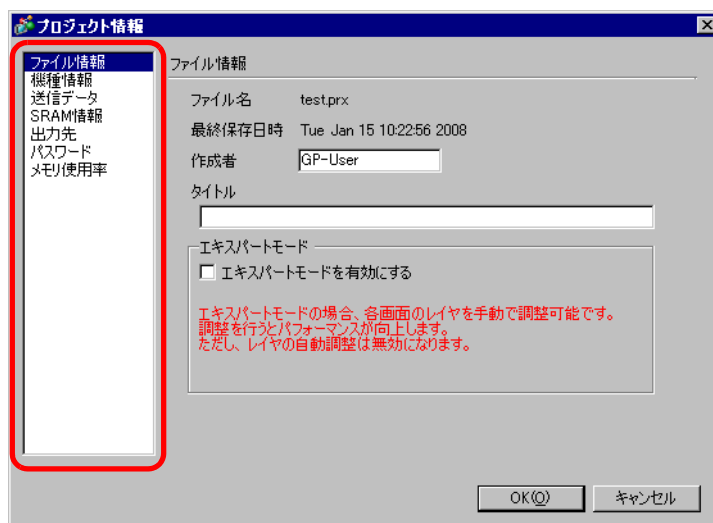 プロジェクト情報
ファイル情報
機種情報
送信データ
SRAM情報
出力先
パスワード
メモリ使用率
ファイル情報
ファイル名 test.prx
最終保存日時 Tue Jan 15 10:22:56 2008
作成者 GP-User
タイトル
エキスパートモード
エキスパートモードを有効にする
エキスパートモードの場合、各画面のレイヤを手動で調整可能です。
調整を行うとパフォーマンスが向上します。
ただし、レイヤの自動調整は無効になります。
OK(O) キャンセル